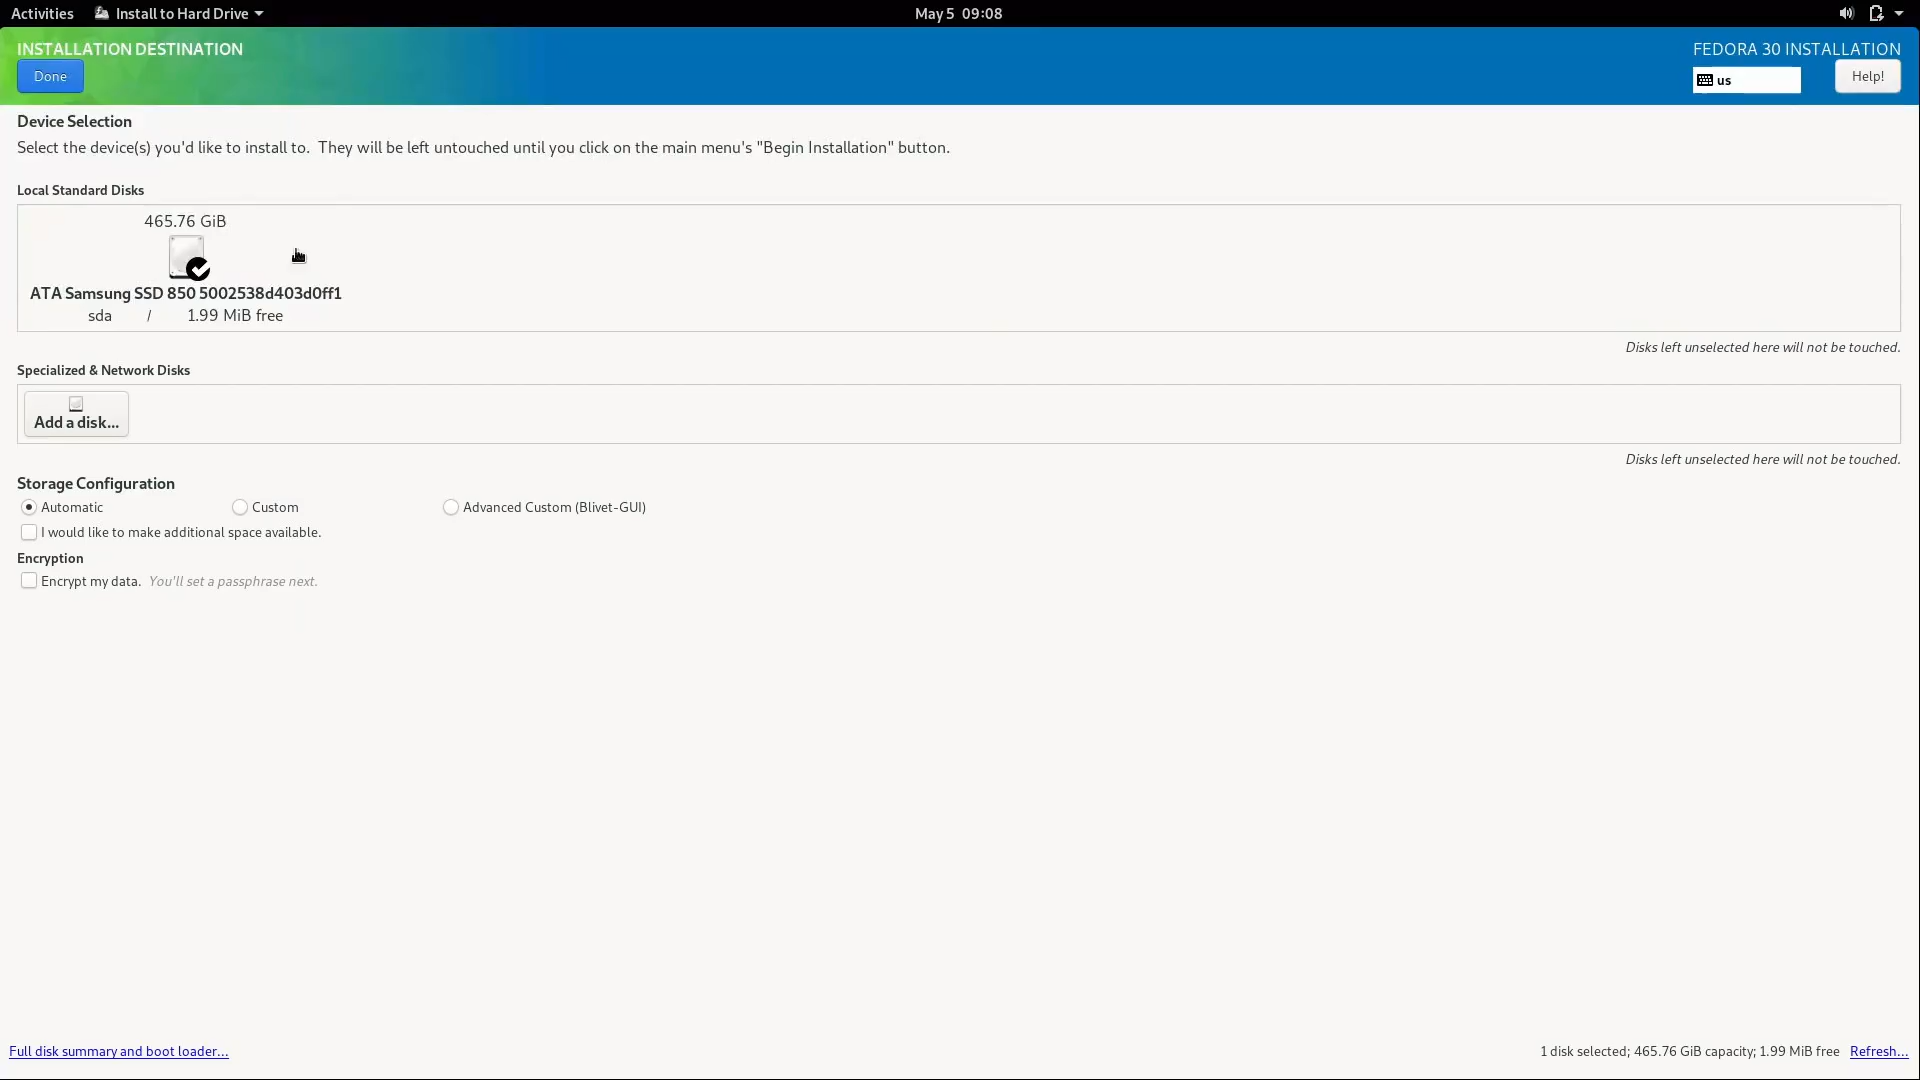 Activities Install to Hard Drive May 5 09:08
INSTALLATION DESTINATION FEDORA 30 INSTALLATION
Done us Help!
Device Selection
Select the device(s) you'd like to install to. They will be left untouched until you click on the main menu's "Begin Installation" button.
Local Standard Disks
465.76 GiB
ATA Samsung SSD 850 5002538d403d0ff1
sda / 1.99 MiB free
Disks left unselected here will not be touched.
Specialized & Network Disks
Add a disk...
Disks left unselected here will not be touched.
Storage Configuration
Automatic Custom Advanced Custom (Blivet-GUI)
I would like to make additional space available.
Encryption
Encrypt my data. You'll set a passphrase next.
Full disk summary and boot loader... 1 disk selected; 465.76 GiB capacity; 1.99 MiB free Refresh...